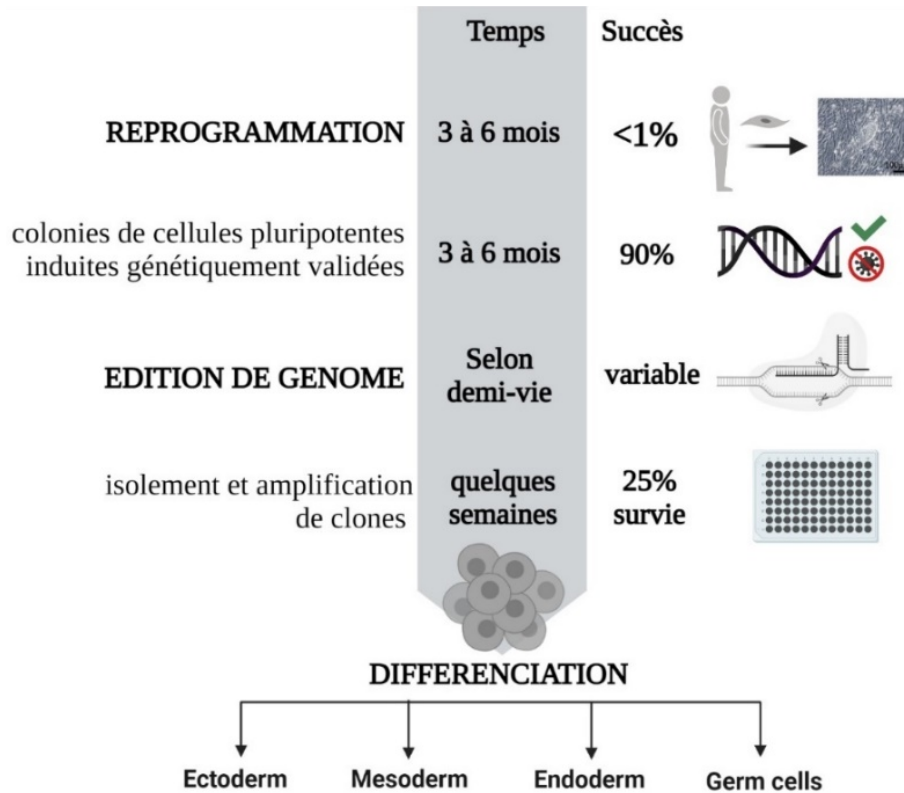 Temps Succès
REPROGRAMMATION 3 à 6 mois <1%
colonies de cellules pluripotentes
induites génétiquement validées 3 à 6 mois 90%
EDITION DE GENOME Selon
demi-vie variable
isolement et amplification
de clones quelques
semaines 25%
survie
DIFFERENCIATION
Ectoderm Mesoderm Endoderm Germ cells